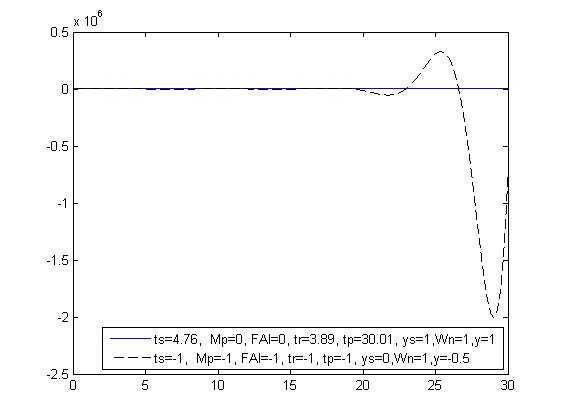 x 10^6
0.5
0
-0.5
-1
-1.5
-2
-2.5
0 5 10 15 20 25 30
ts=4.76, Mp=0, FAI=0, tr=3.89, tp=30.01, ys=1,Wn=1,y=1
ts=-1, Mp=-1, FAI=-1, tr=-1, tp=-1, ys=0,Wn=1,y=-0.5